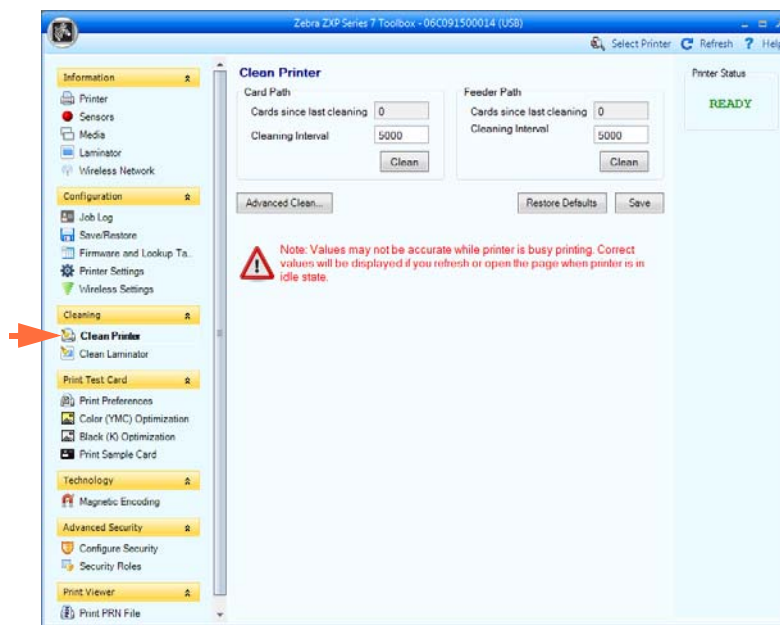 Zebra ZXP Series 7 Toolbox - 06C091500014 (USB)
Select Printer Refresh ? Help
Information
Printer
Sensors
Media
Laminator
Wireless Network
Configuration
Job Log
Save/Restore
Firmware and Lookup Ta..
Printer Settings
Wireless Settings
Cleaning
Clean Printer
Clean Laminator
Print Test Card
Print Preferences
Color (YMC) Optimization
Black (K) Optimization
Print Sample Card
Technology
Magnetic Encoding
Advanced Security
Configure Security
Security Roles
Print Viewer
Print PRN File
Clean Printer
Card Path
Cards since last cleaning 0
Cleaning Interval 5000
Clean
Feeder Path
Cards since last cleaning 0
Cleaning Interval 5000
Clean
Advanced Clean...
Restore Defaults Save
Note: Values may not be accurate while printer is busy printing. Correct
values will be displayed if you refresh or open the page when printer is in
idle state.
Printer Status
READY